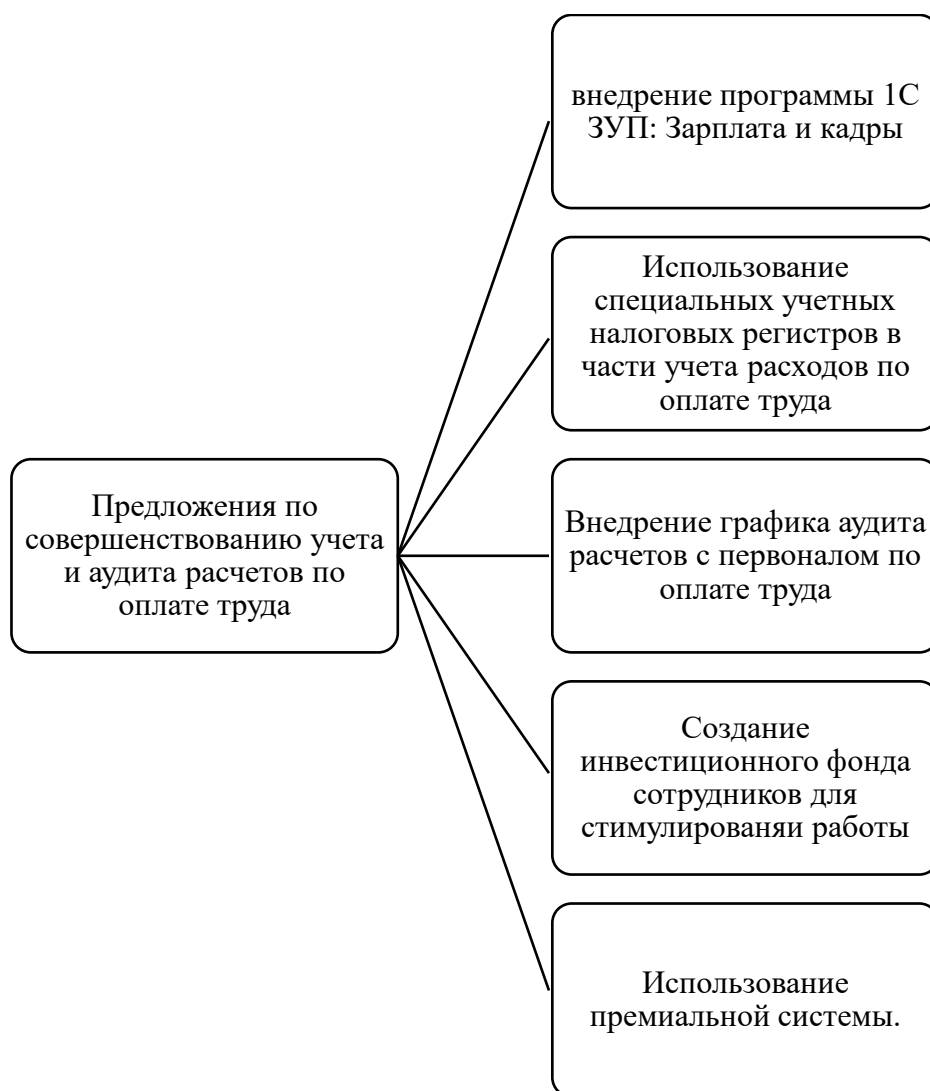 внедрение программы 1С
ЗУП: Зарплата и кадры
Использование
специальных учетных
налоговых регистров в
части учета расходов по
оплате труда
Предложения по
совершенствованию учета
и аудита расчетов по
оплате труда
Внедрение графика аудита
расчетов с первоналом по
оплате труда
Создание
инвестиционного фонда
сотрудников для
стимулированяи работы
Использование
премиальной системы.